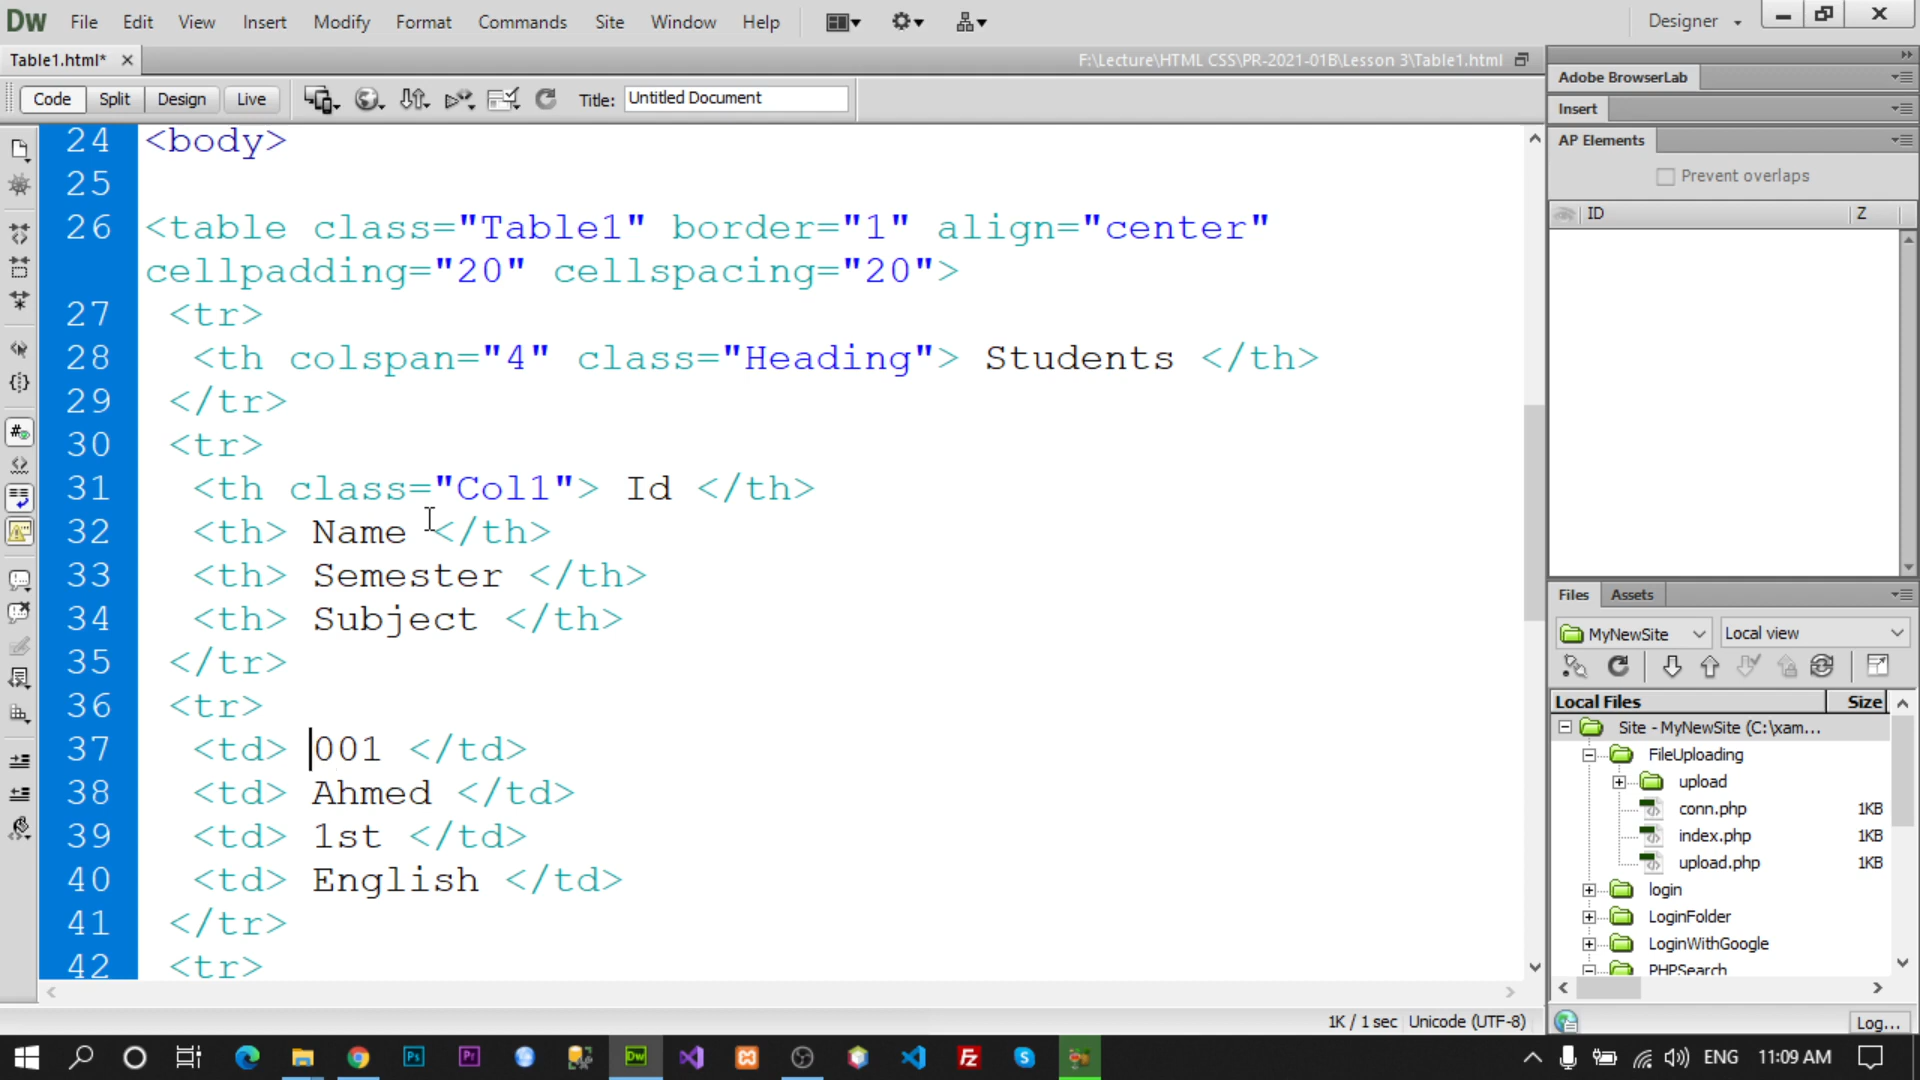 Dw File Edit View Insert Modify Format Commands Site Window Help Designer
Table1.html* F:\Lecture\HTML CSS\PR-2021-01B\Lesson 3\Table1.html
Code Split Design Live Title: Untitled Document
24 <body>
25
26 <table class="Table1" border="1" align="center"
cellpadding="20" cellspacing="20">
27 <tr>
28 <th colspan="4" class="Heading"> Students </th>
29 </tr>
30 <tr>
31 <th class="Col1"> Id </th>
32 <th> Name </th>
33 <th> Semester </th>
34 <th> Subject </th>
35 </tr>
36 <tr>
37 <td> 001 </td>
38 <td> Ahmed </td>
39 <td> 1st </td>
40 <td> English </td>
41 </tr>
42 <tr>
1K / 1 sec Unicode (UTF-8)
Adobe BrowserLab
Insert
AP Elements
Prevent overlaps
ID Z
Files Assets
MyNewSite Local view
Local Files Size
Site - MyNewSite (C:\xam...
FileUploading
upload
conn.php 1KB
index.php 1KB
upload.php 1KB
login
LoginFolder
LoginWithGoogle
PHPSearch
Log...
Ps Pr Dw Fz ENG 11:09 AM